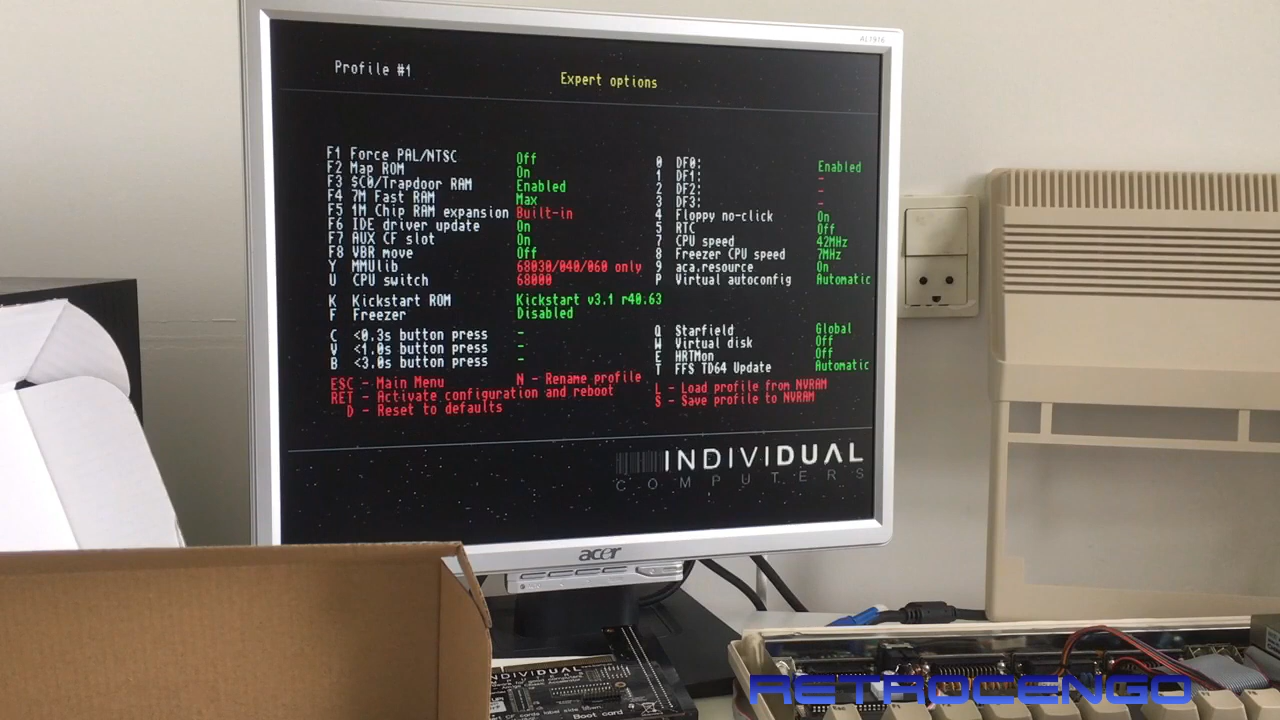 AL1916
Profile #1
Expert options
F1 Force PAL/NTSC Off
F2 Map ROM On
F3 $C0/Trapdoor RAM Enabled
F4 7M Fast RAM Max
F5 1M Chip RAM expansion Built-in
F6 IDE driver update On
F7 AUX CF slot On
F8 VBR move Off
Y MMUlib 68030/040/060 only
U CPU switch 68000
K Kickstart ROM Kickstart v3.1 r40.63
F Freezer Disabled
C <0.3s button press -
V <1.0s button press -
B <3.0s button press -
0 DF0: Enabled
1 DF1: -
2 DF2: -
3 DF3: -
4 Floppy no-click On
5 RTC Off
7 CPU speed 42MHz
8 Freezer CPU speed 7MHz
9 aca.resource On
P Virtual autoconfig Automatic
Q Starfield Global
W Virtual disk Off
E HRTMon Off
T FFS TD64 Update Automatic
ESC - Main Menu N - Rename profile
RET - Activate configuration and reboot
D - Reset to defaults
L - Load profile from NVRAM
S - Save profile to NVRAM
INDIVIDUAL
COMPUTERS
acer
INDIVIDUAL
Boot card
RETROCENGO